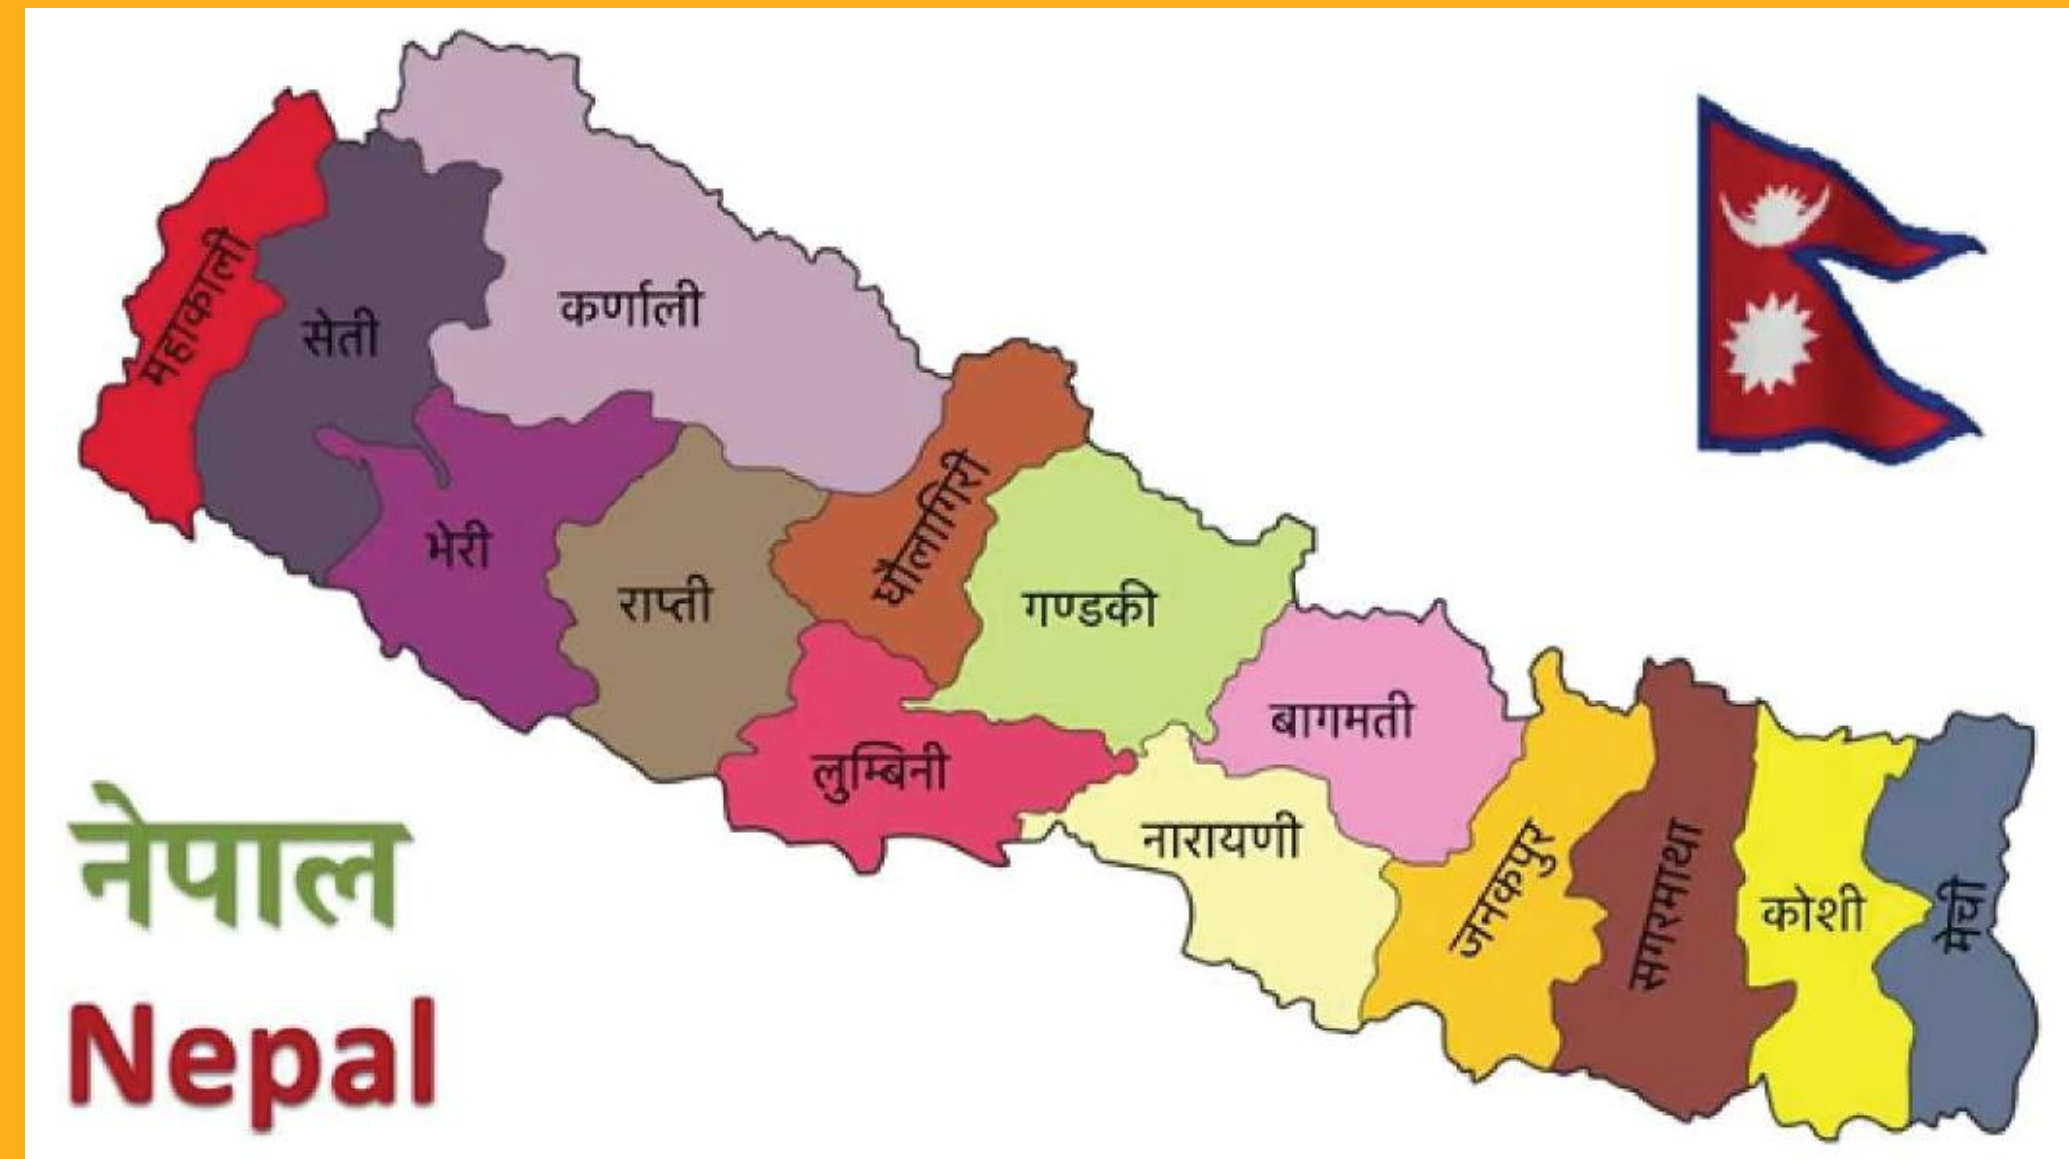 महाकाली
सेती
कर्णाली
भेरी
राप्ती
धौलागिरी
गण्डकी
लुम्बिनी
बागमती
नारायणी
जनकपुर
सगरमाथा
कोशी
मेची
नेपाल
Nepal